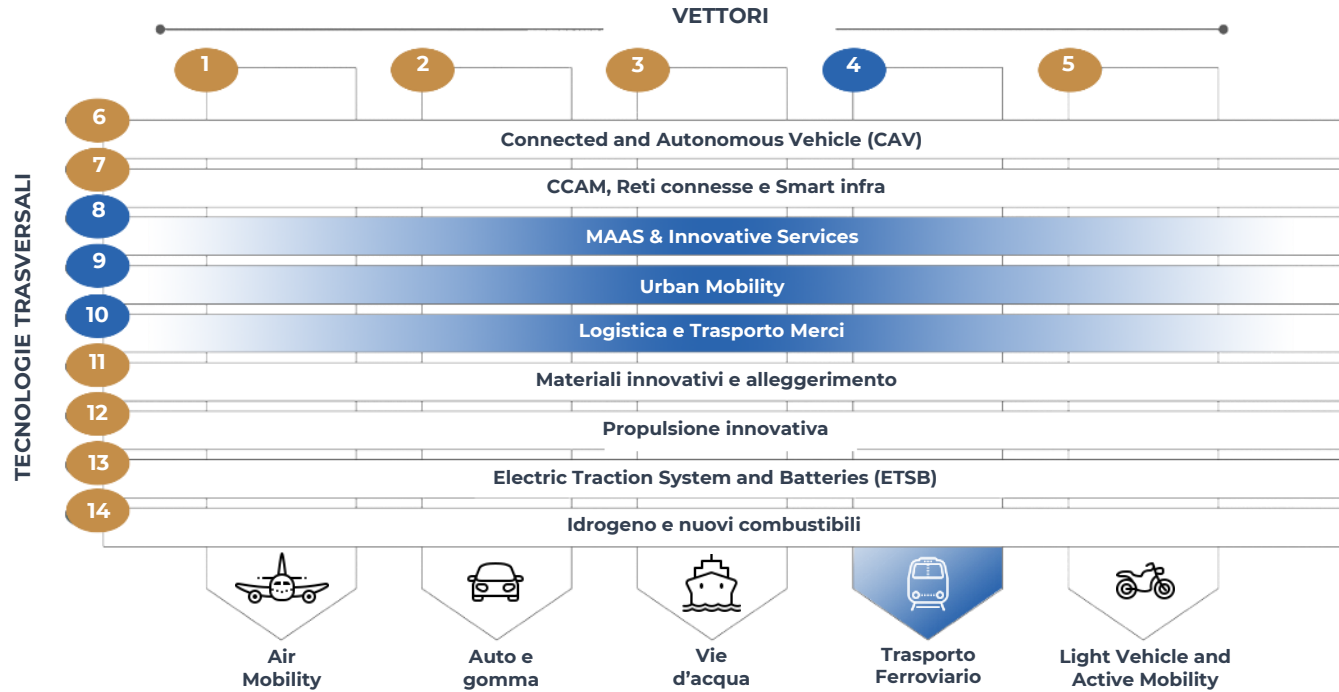 VETTORI
1
2
3
4
5
TECNOLOGIE TRASVERSALI
6
Connected and Autonomous Vehicle (CAV)
7
CCAM, Reti connesse e Smart infra
8
MAAS & Innovative Services
9
Urban Mobility
10
Logistica e Trasporto Merci
11
Materiali innovativi e alleggerimento
12
Propulsione innovativa
13
Electric Traction System and Batteries (ETSB)
14
Idrogeno e nuovi combustibili
Air
Mobility
Auto e
gomma
Vie
d’acqua
Trasporto
Ferroviario
Light Vehicle and
Active Mobility